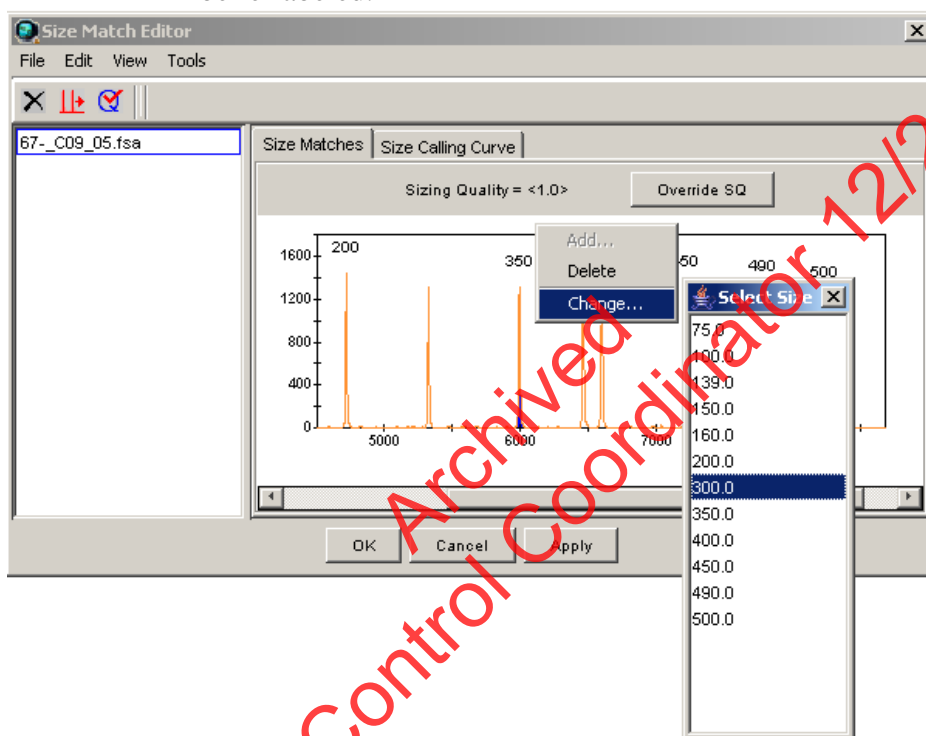 Size Match Editor
File Edit View Tools
67-_C09_05.fsa
Size Matches Size Calling Curve
Sizing Quality = <1.0> Override SQ
Add...
Delete
Change...
200 350 50 490 500
1600
1200
800
400
0
5000 6000 7000
Select Size
75.0
100.0
139.0
150.0
160.0
200.0
300.0
350.0
400.0
450.0
490.0
500.0
OK Cancel Apply
Archived
Control Coordinator 12/2